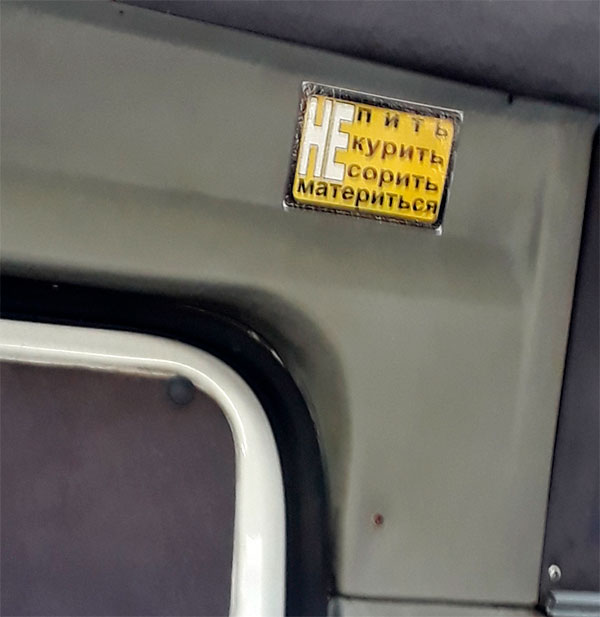 НЕ
пить
курить
сорить
материться